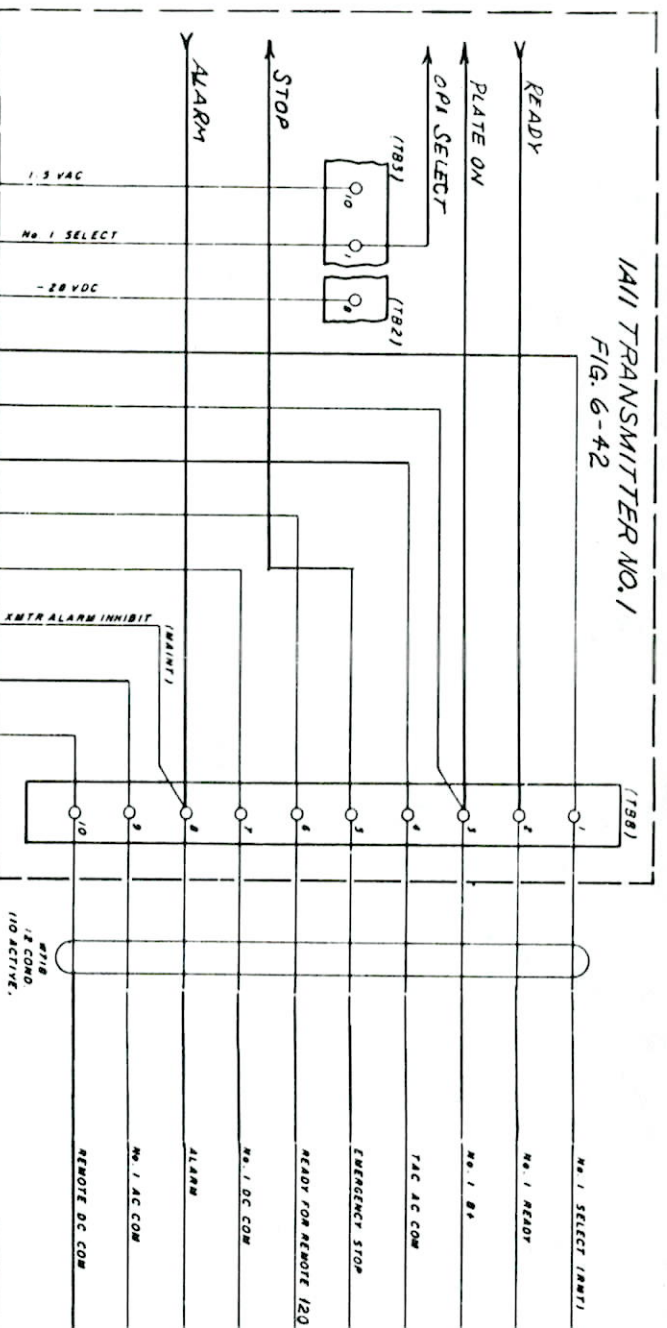 1A11 TRANSMITTER NO. 1
FIG. 6-42
READY
PLATE ON
OPI SELECT
STOP
ALARM
(TB3)
10
1
(TB2)
8
1.5 VAC
No 1 SELECT
-28 VDC
XMTR ALARM INHIBIT
(MAINT)
(TB8)
1
2
3
4
5
6
7
8
9
10
No. 1 SELECT (RMT)
No. 1 READY
No. 1 B+
TAC AC COM
EMERGENCY STOP
READY FOR REMOTE 120
No. 1 DC COM
ALARM
No. 1 AC COM
REMOTE DC COM
W718
12 COND.
(10 ACTIVE,